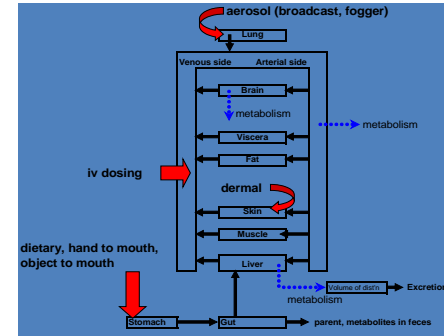 aerosol (broadcast, fogger)
Lung
Venous side Arterial side
Brain
metabolism
metabolism
Viscera
Fat
iv dosing
dermal
Skin
dietary, hand to mouth,
object to mouth
Muscle
Liver
Volume of dist'n
Excretion
metabolism
Stomach
Gut
parent, metabolites in feces